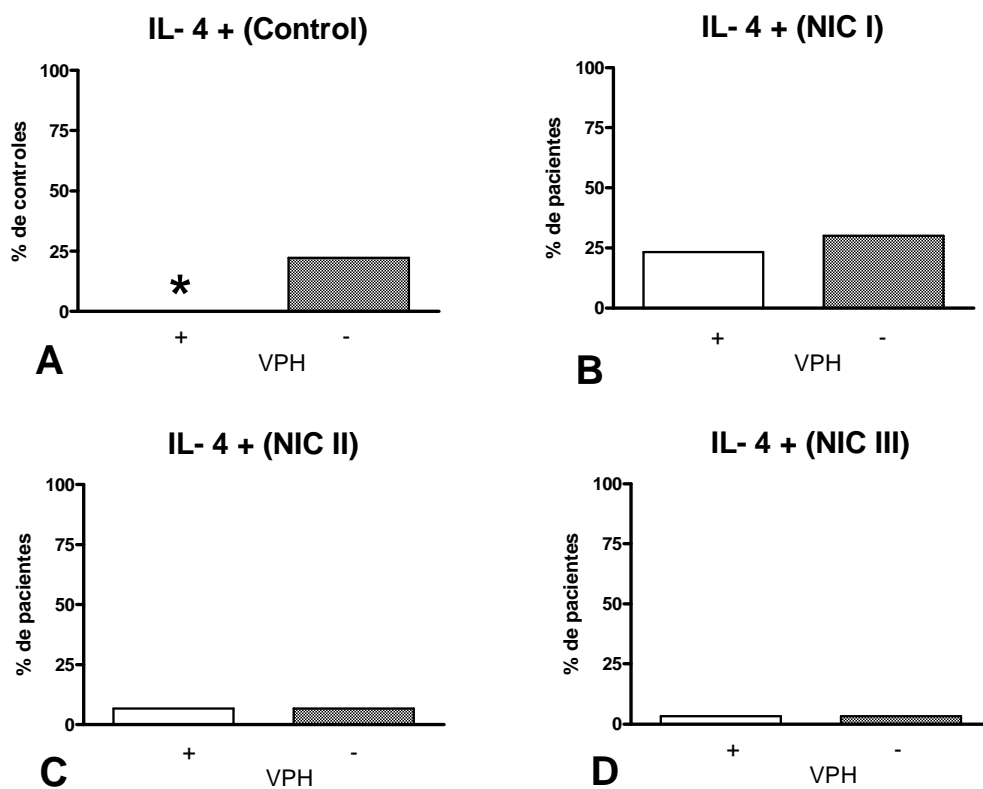 IL- 4 + (Control)
100
75
50
25
0
% de controles
*
+ -
VPH
A
IL- 4 + (NIC I)
100
75
50
25
0
% de pacientes
+ -
VPH
B
IL- 4 + (NIC II)
100
75
50
25
0
% de pacientes
+ -
VPH
C
IL- 4 + (NIC III)
100
75
50
25
0
% de pacientes
+ -
VPH
D